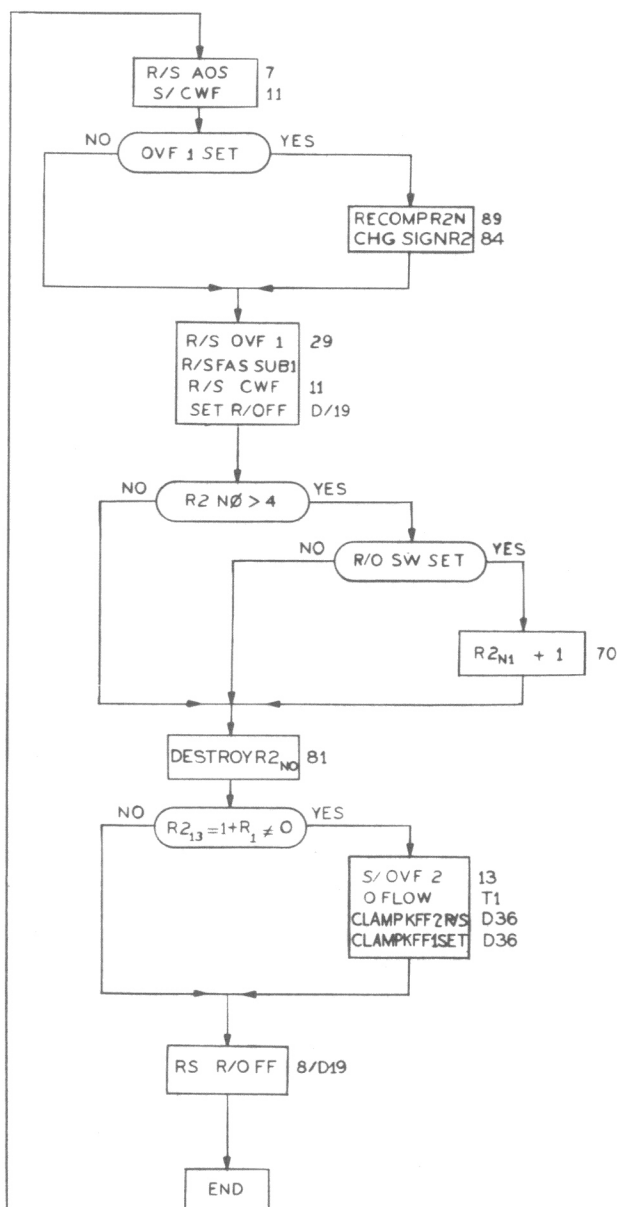 R/S AOS 7
S/CWF 11
NO OVF 1 SET YES
RECOMPR2N 89
CHG SIGNR2 84
R/S OVF 1 29
R/SFAS SUB1
R/S CWF 11
SET R/OFF D/19
NO R2 NØ > 4 YES
NO R/O SW SET YES
R2N1 + 1 70
DESTROYR2NO 81
NO R213 = 1 + R1 ≠ O YES
S/OVF 2 13
O FLOW T1
CLAMPKFF2R/S D36
CLAMPKFF1SET D36
RS R/OFF 8/D19
END